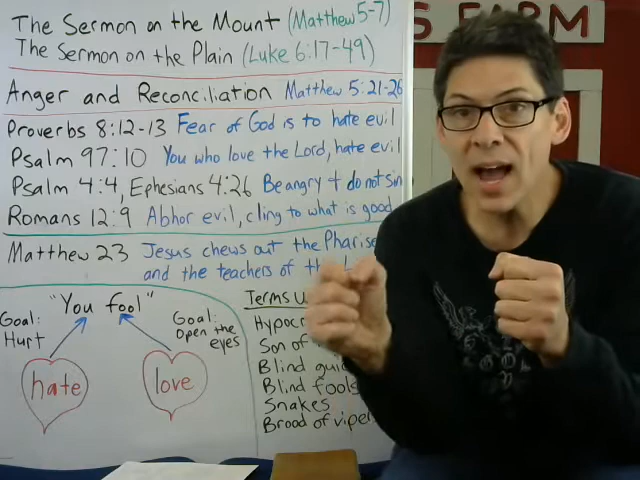 The Sermon on the Mount (Matthew 5-7)
The Sermon on the Plain (Luke 6:17-49)
S FARM
Anger and Reconciliation Matthew 5:21-26
Proverbs 8:12-13 Fear of God is to hate evil
Psalm 97:10 You who love the Lord, hate evil
Psalm 4:4, Ephesians 4:26 Be angry + do not sin
Romans 12:9 Abhor evil, cling to what is good
Matthew 23 Jesus chews out the Pharise
and the teachers of the
"You fool"
Goal:
Hurt
Goal:
Open the
eyes
hate
love
Terms u
Hypocr
Son of
Blind gui
Blind fools
Snakes
Brood of viper